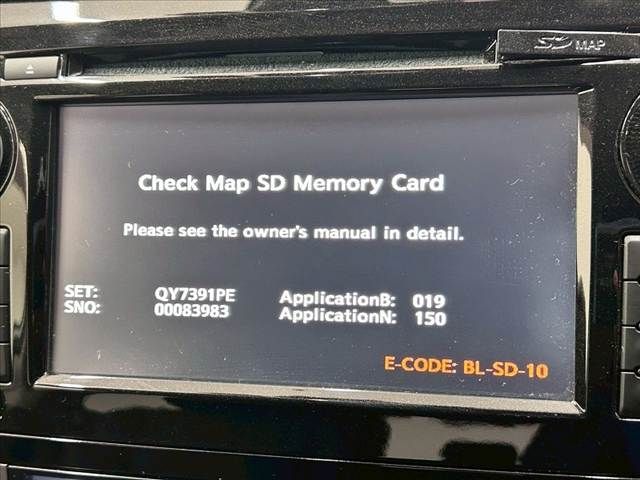 SD MAP
Check Map SD Memory Card
Please see the owner's manual in detail.
SET: QY7391PE ApplicationB: 019
SNO: 00083983 ApplicationN: 150
E-CODE: BL-SD-10